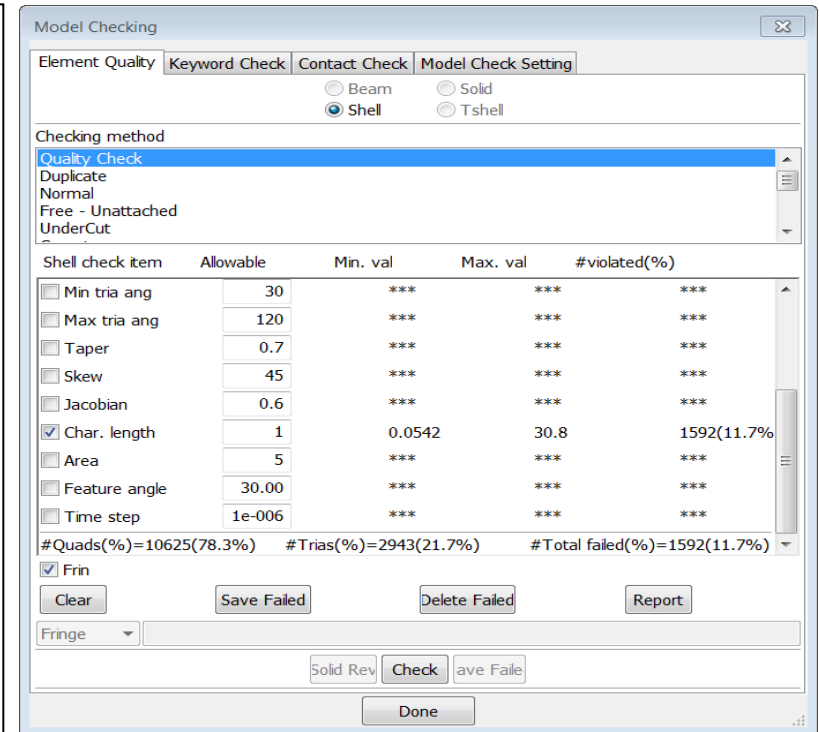 Model Checking
Element Quality Keyword Check Contact Check Model Check Setting
Beam Solid
Shell Tshell
Checking method
Quality Check
Duplicate
Normal
Free - Unattached
UnderCut
Shell check item Allowable Min. val Max. val #violated(%)
Min tria ang 30 *** *** ***
Max tria ang 120 *** *** ***
Taper 0.7 *** *** ***
Skew 45 *** *** ***
Jacobian 0.6 *** *** ***
Char. length 1 0.0542 30.8 1592(11.7%
Area 5 *** *** ***
Feature angle 30.00 *** *** ***
Time step 1e-006 *** *** ***
#Quads(%)=10625(78.3%) #Trias(%)=2943(21.7%) #Total failed(%)=1592(11.7%)
Frin
Clear Save Failed Delete Failed Report
Fringe
Solid Rev Check ave Faile
Done